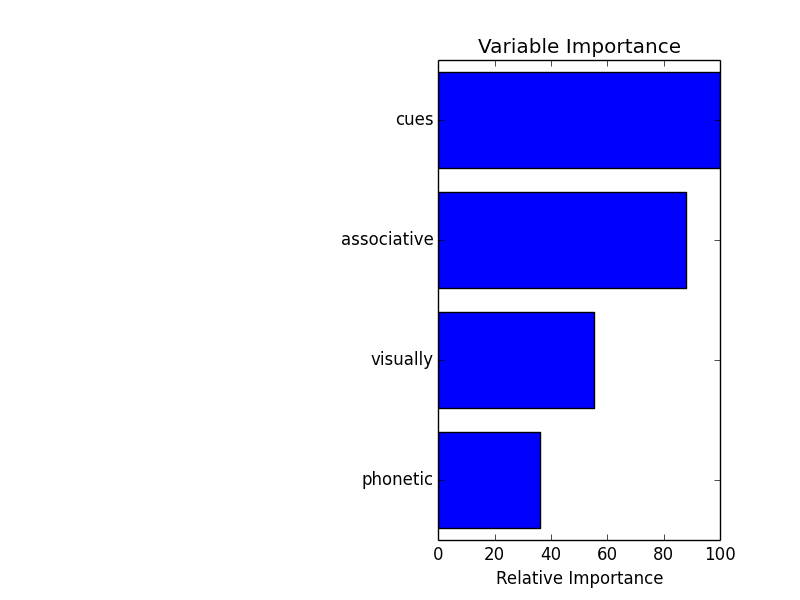 Variable Importance
cues
associative
visually
phonetic
0 20 40 60 80 100
Relative Importance